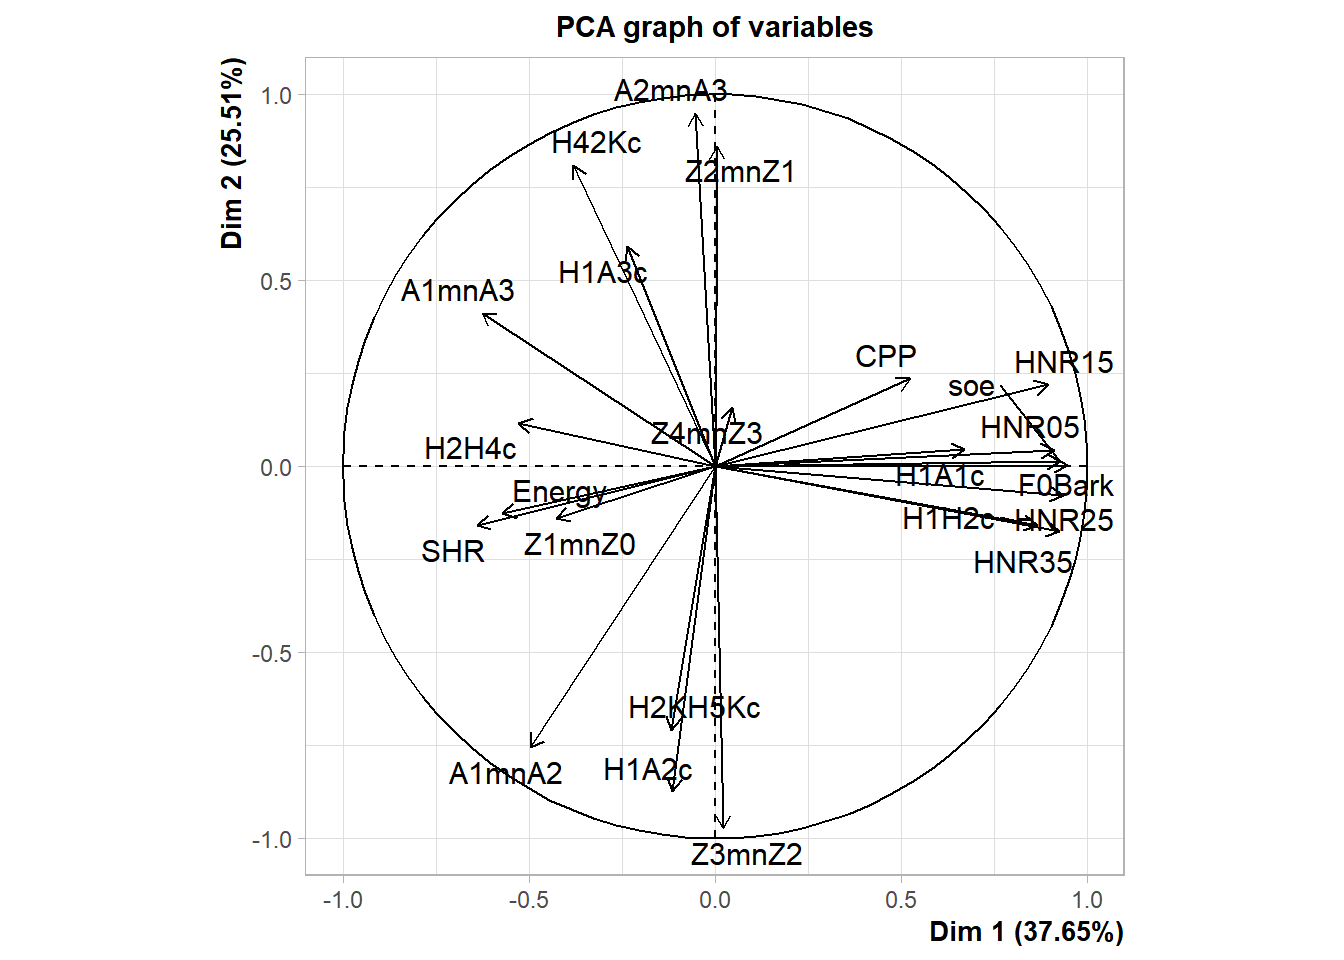 PCA graph of variables
Dim 2 (25.51%)
1.0
0.5
0.0
-0.5
-1.0
A2mnA3
H42Kc
Z2mnZ1
H1A3c
A1mnA3
CPP
HNR15
soe
HNR05
Z4mnZ3
H2H4c
H1A1c
F0Bark
Energy
H1H2c
HNR25
Z1mnZ0
SHR
HNR35
H2KH5Kc
H1A2c
A1mnA2
Z3mnZ2
-1.0
-0.5
0.0
0.5
1.0
Dim 1 (37.65%)